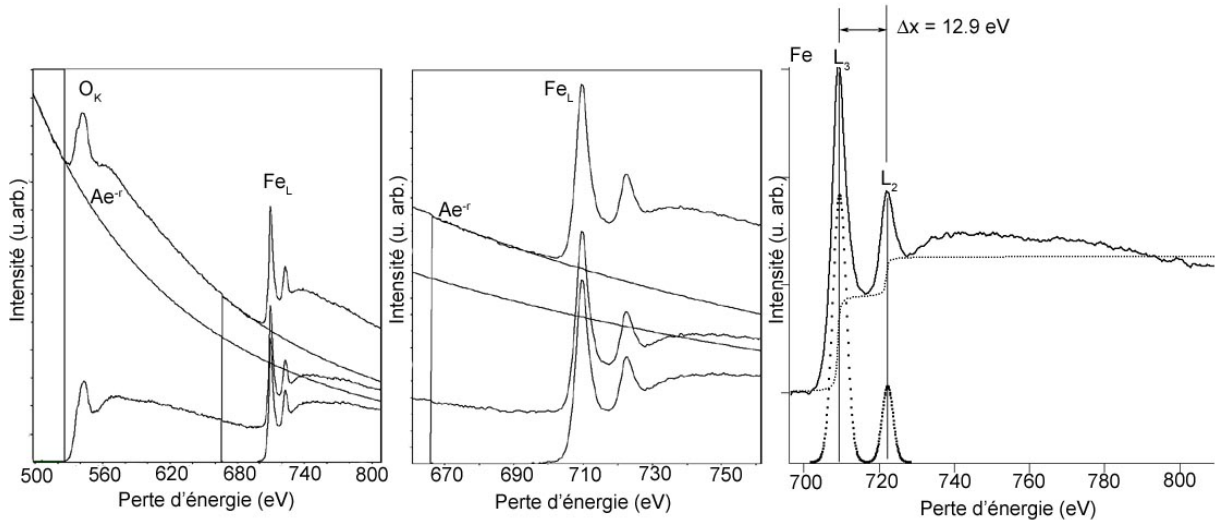 O_K
Ae^-r
Fe_L
Intensité (u.arb.)
500 560 620 680 740 800
Perte d'énergie (eV)
Fe_L
Ae^-r
Intensité (u. arb.)
670 690 710 730 750
Perte d'énergie (eV)
Δx = 12.9 eV
Fe
L_3
L_2
Intensité (u. arb.)
700 720 740 760 780 800
Perte d'énergie (eV)